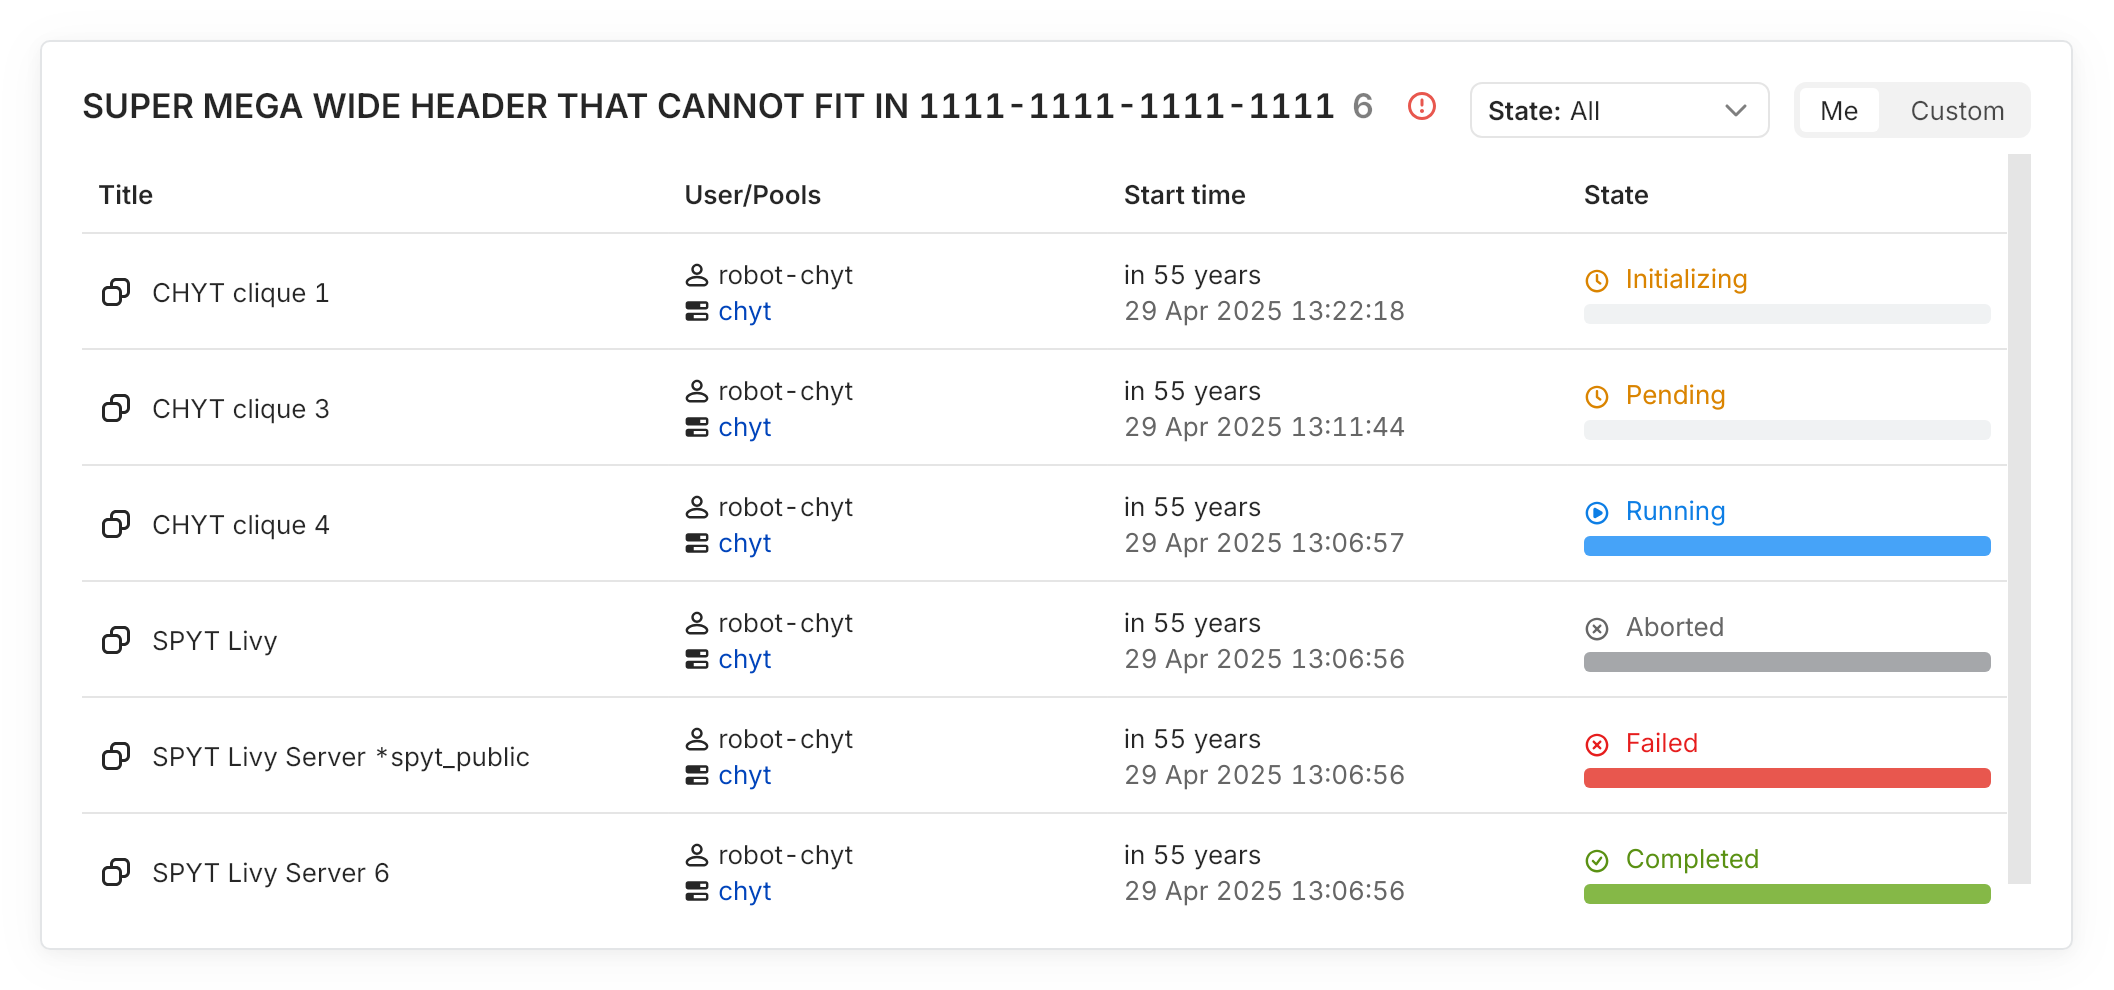 SUPER MEGA WIDE HEADER THAT CANNOT FIT IN 1111-1111-1111-1111 6
State: All
Me Custom
Title User/Pools Start time State
CHYT clique 1
robot-chyt
chyt
in 55 years
29 Apr 2025 13:22:18
Initializing
CHYT clique 3
robot-chyt
chyt
in 55 years
29 Apr 2025 13:11:44
Pending
CHYT clique 4
robot-chyt
chyt
in 55 years
29 Apr 2025 13:06:57
Running
SPYT Livy
robot-chyt
chyt
in 55 years
29 Apr 2025 13:06:56
Aborted
SPYT Livy Server *spyt_public
robot-chyt
chyt
in 55 years
29 Apr 2025 13:06:56
Failed
SPYT Livy Server 6
robot-chyt
chyt
in 55 years
29 Apr 2025 13:06:56
Completed